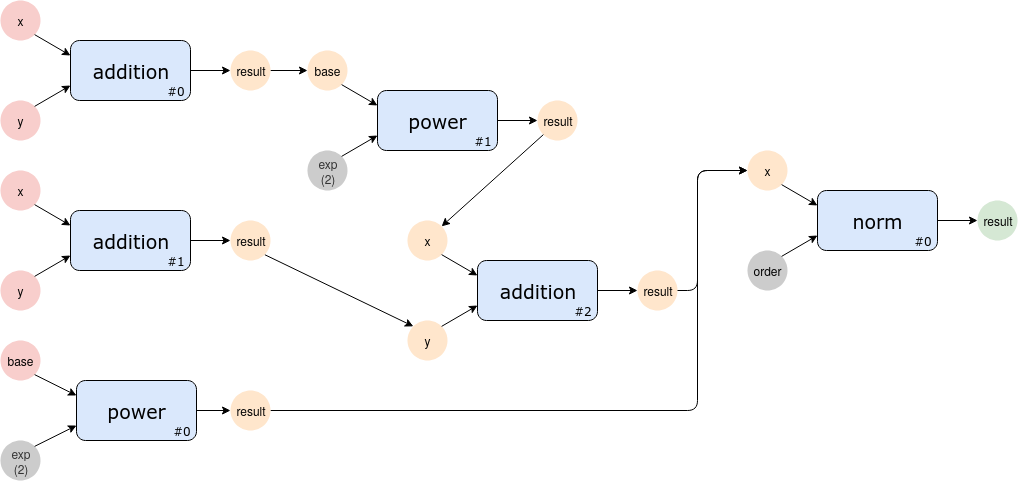 x
addition
#0
y
result
base
power
#1
exp
(2)
result
x
addition
#1
y
result
x
addition
#2
y
result
base
power
#0
exp
(2)
result
x
norm
#0
order
result